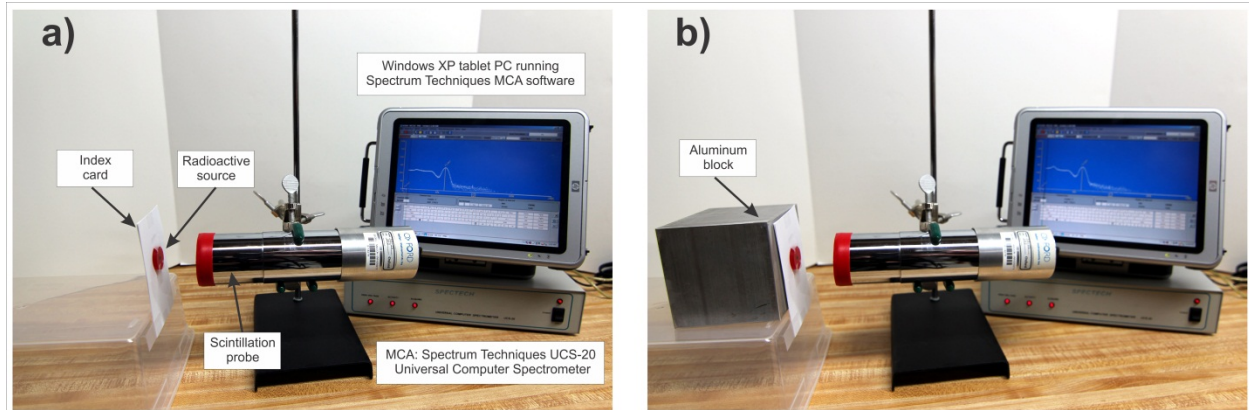 a)
Windows XP tablet PC running
Spectrum Techniques MCA software
Index
card
Radioactive
source
Scintillation
probe
MCA: Spectrum Techniques UCS-20
Universal Computer Spectrometer
SPECTECH
b)
Aluminum
block
SPECTECH